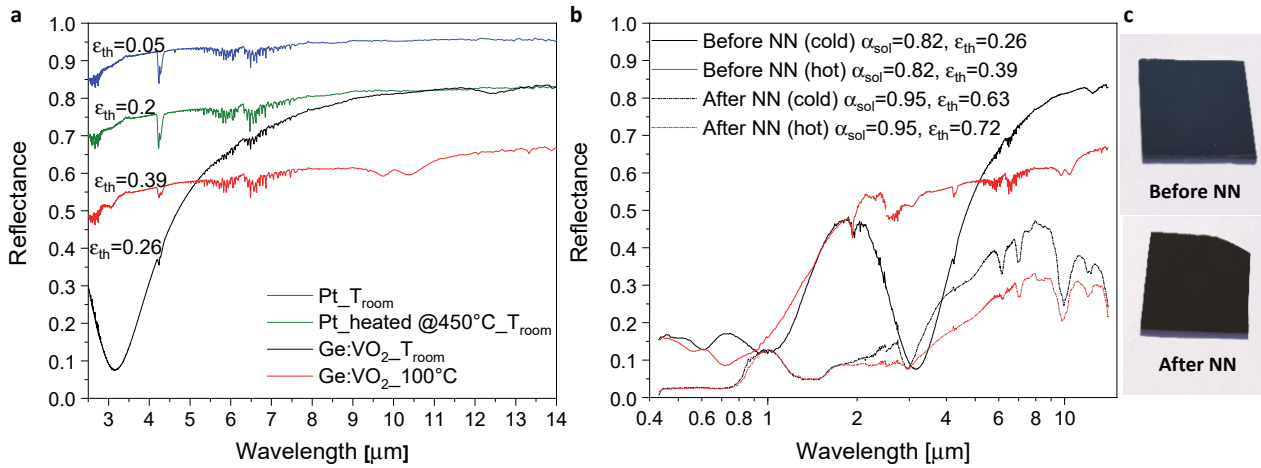 a
1.0
0.9
0.8
0.7
0.6
0.5
0.4
0.3
0.2
0.1
0.0
Reflectance
εth=0.05
εth=0.2
εth=0.39
εth=0.26
Pt_Troom
Pt_heated @450°C_Troom
Ge:VO2_Troom
Ge:VO2_100°C
3 4 5 6 7 8 9 10 11 12 13 14
Wavelength [µm]
b
1.0
0.9
0.8
0.7
0.6
0.5
0.4
0.3
0.2
0.1
0.0
Reflectance
Before NN (cold) αsol=0.82, εth=0.26
Before NN (hot) αsol=0.82, εth=0.39
After NN (cold) αsol=0.95, εth=0.63
After NN (hot) αsol=0.95, εth=0.72
0.4 0.6 0.8 1 2 4 6 8 10
Wavelength [µm]
c
Before NN
After NN